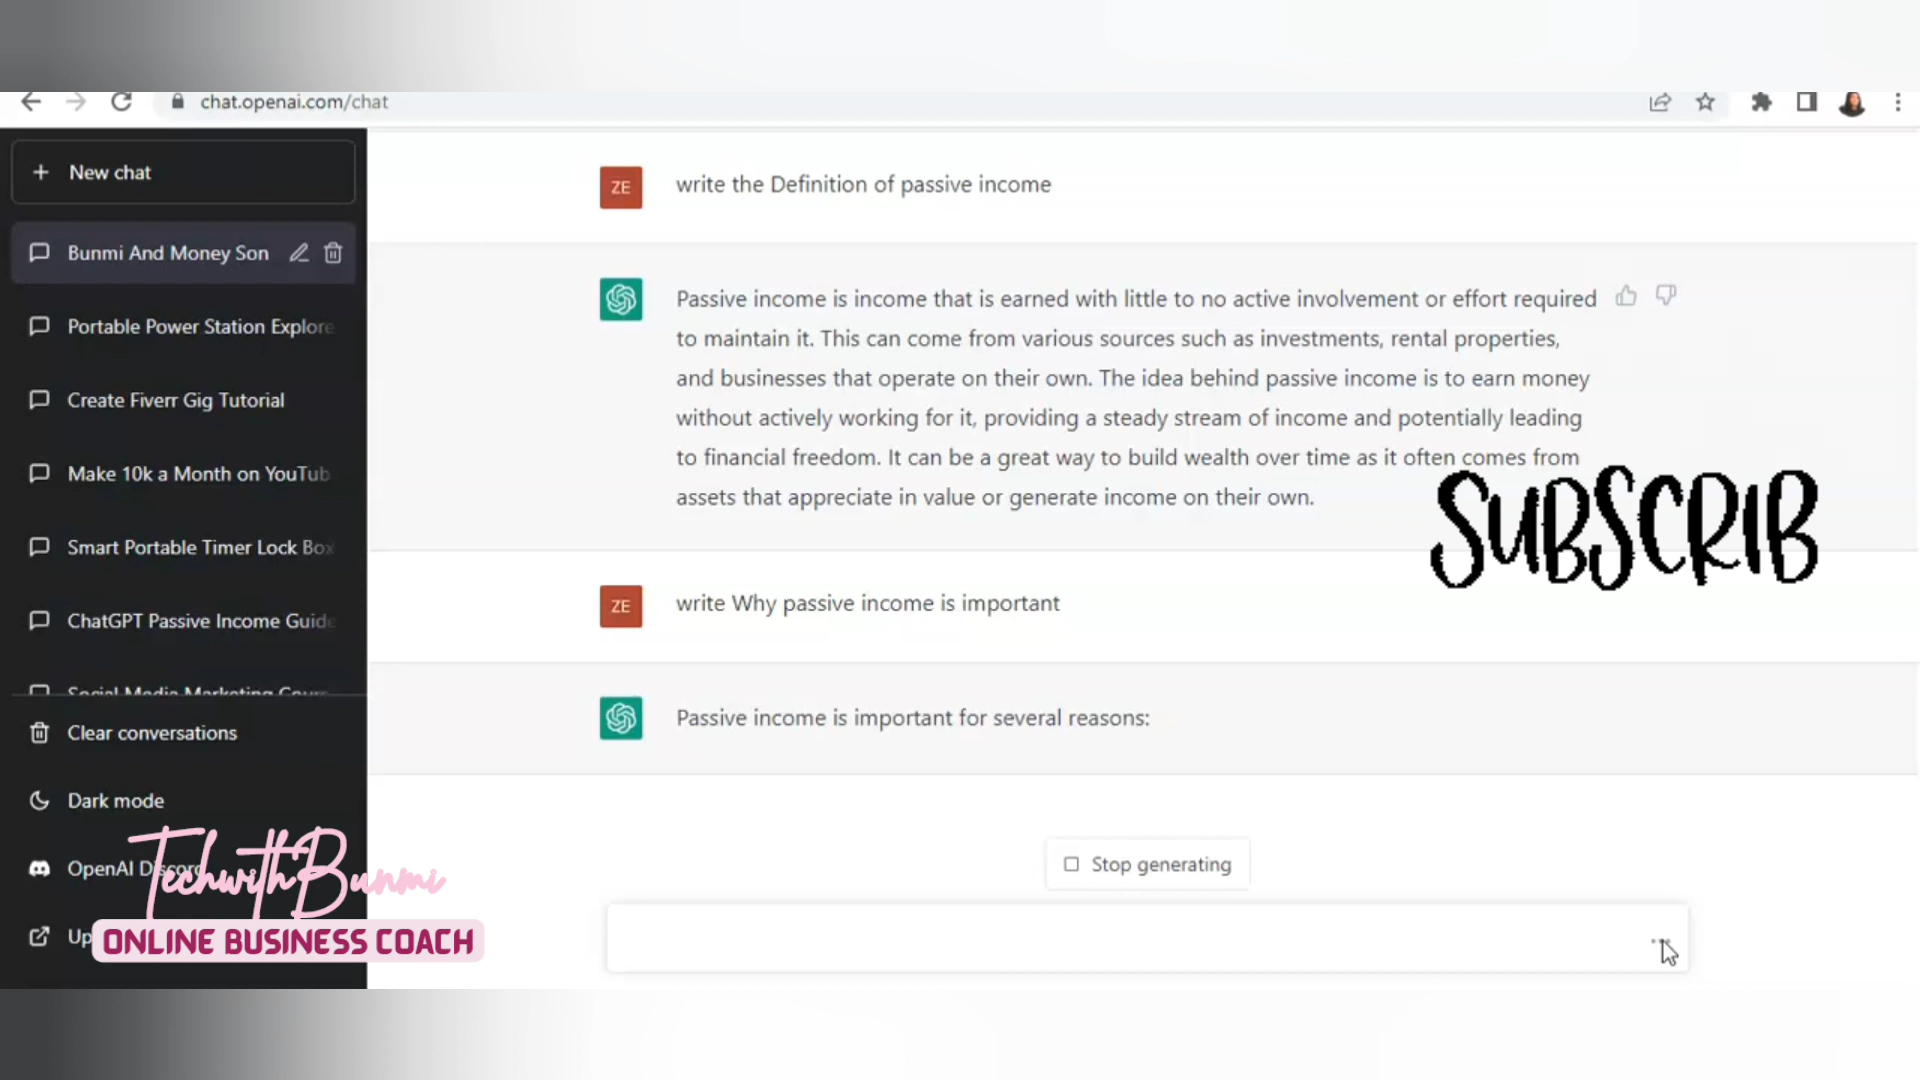 chat.openai.com/chat
New chat
Bunmi And Money Son
Portable Power Station Explore
Create Fiverr Gig Tutorial
Make 10k a Month on YouTub
Smart Portable Timer Lock Box
ChatGPT Passive Income Guide
Social Media Marketing Cour
Clear conversations
Dark mode
OpenAI Discord
Up
TechwithBunmi
ONLINE BUSINESS COACH
ZE
write the Definition of passive income
Passive income is income that is earned with little to no active involvement or effort required
to maintain it. This can come from various sources such as investments, rental properties,
and businesses that operate on their own. The idea behind passive income is to earn money
without actively working for it, providing a steady stream of income and potentially leading
to financial freedom. It can be a great way to build wealth over time as it often comes from
assets that appreciate in value or generate income on their own.
SUBSCRIB
ZE
write Why passive income is important
Passive income is important for several reasons:
Stop generating